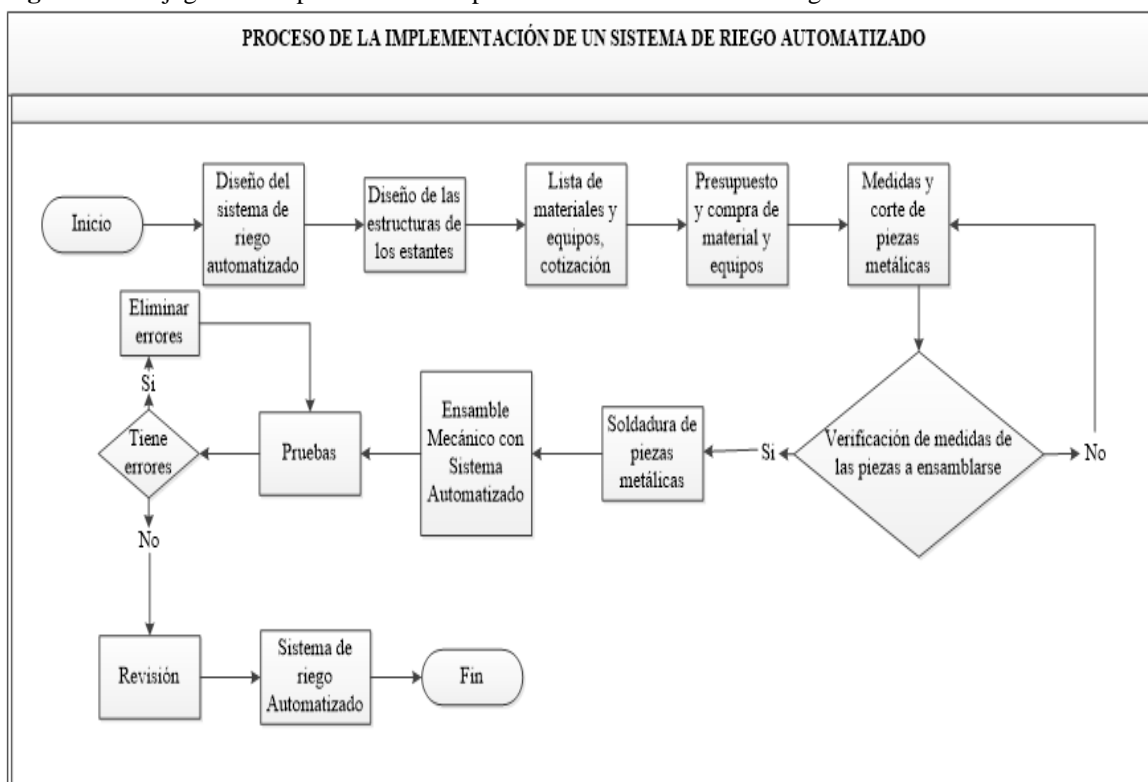 PROCESO DE LA IMPLEMENTACIÓN DE UN SISTEMA DE RIEGO AUTOMATIZADO
Inicio
Diseño del
sistema de
riego
automatizado
Diseño de las
estructuras de
los estantes
Lista de
materiales y
equipos,
cotización
Presupuesto
y compra de
material y
equipos
Medidas y
corte de
piezas
metálicas
Verificación de medidas de
las piezas a ensamblarse
No
Si
Soldadura de
piezas
metálicas
Ensamble
Mecánico con
Sistema
Automatizado
Pruebas
Tiene
errores
Si
Eliminar
errores
No
Revisión
Sistema de
riego
Automatizado
Fin